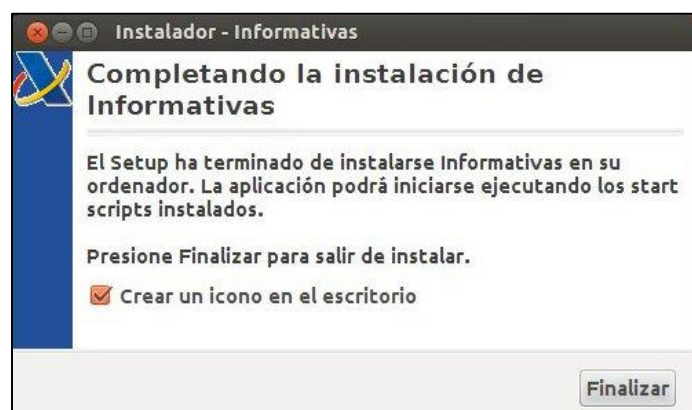 Instalador - Informativas
Completando la instalación de
Informativas
El Setup ha terminado de instalarse Informativas en su
ordenador. La aplicación podrá iniciarse ejecutando los start
scripts instalados.
Presione Finalizar para salir de instalar.
Crear un icono en el escritorio
Finalizar